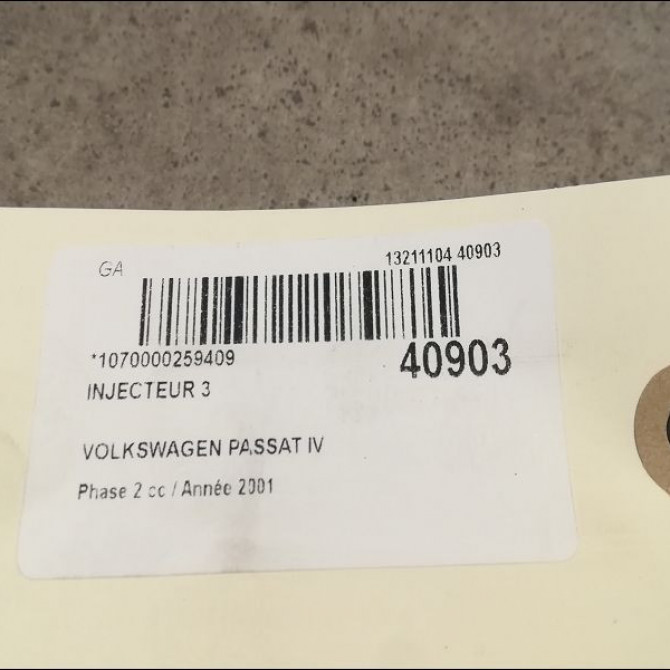 GA
13211104 40903
*1070000259409
40903
INJECTEUR 3
VOLKSWAGEN PASSAT IV
Phase 2 cc / Année 2001